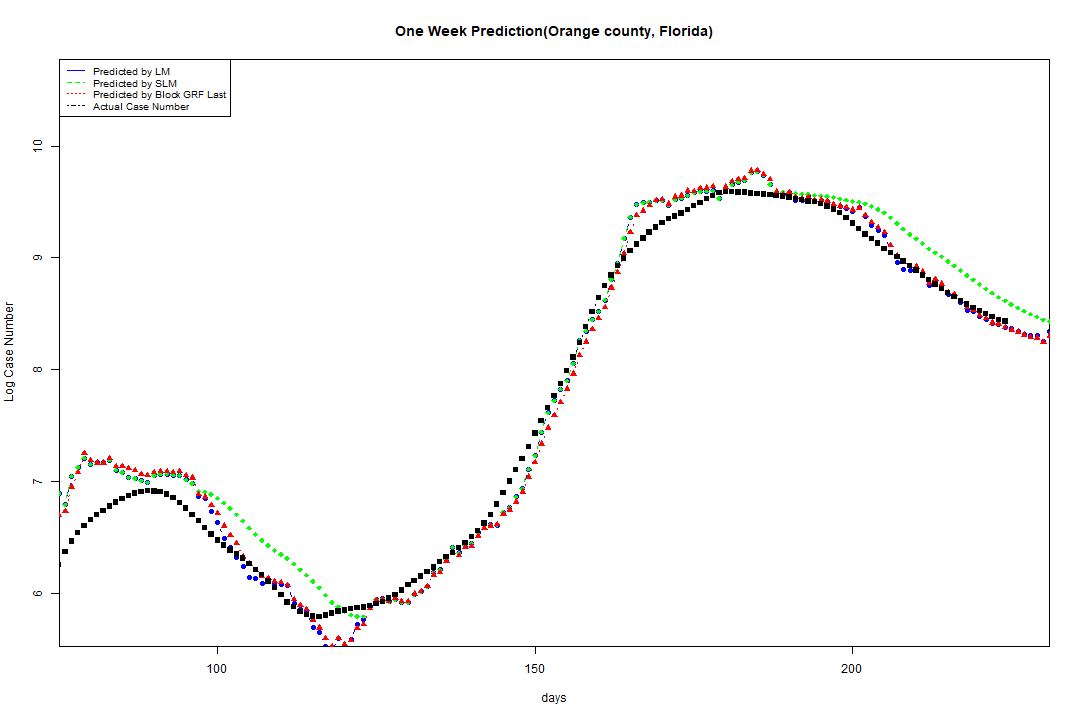 One Week Prediction(Orange county, Florida)
Predicted by LM
Predicted by SLM
Predicted by Block GRF Last
Actual Case Number
10
9
8
7
6
Log Case Number
100 150 200
days